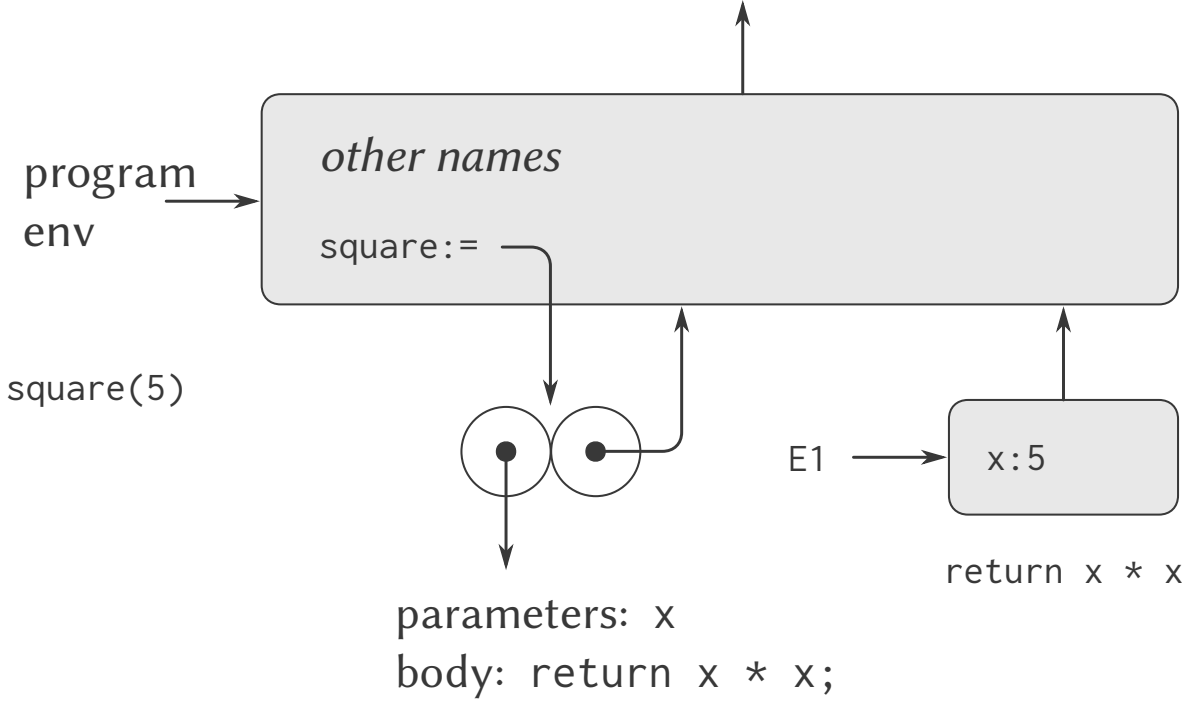 program
env
other names
square:=
square(5)
E1
x:5
return x * x
parameters: x
body: return x * x;